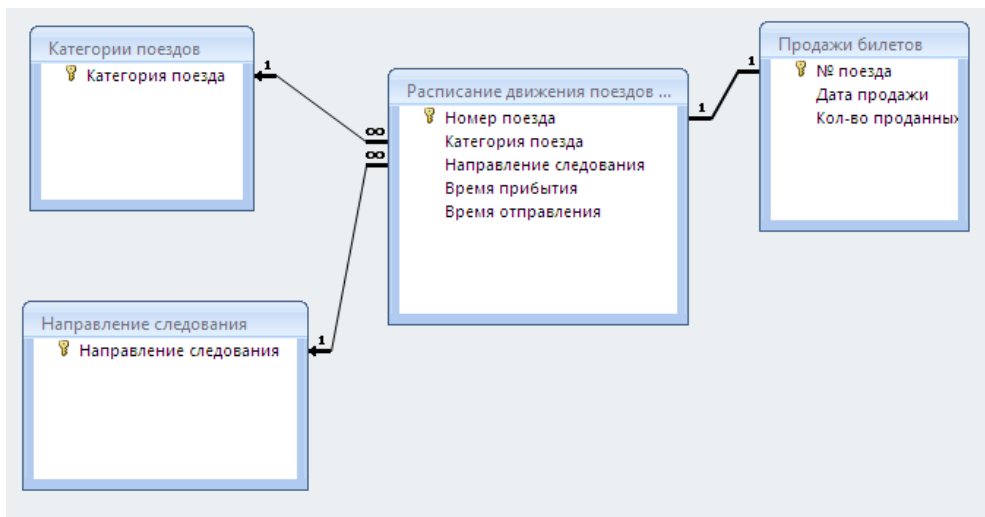 Категории поездов
Категория поезда
1
Расписание движения поездов ...
Номер поезда
Категория поезда
Направление следования
Время прибытия
Время отправления
∞
∞
1
Продажи билетов
1
№ поезда
Дата продажи
Кол-во проданных
Направление следования
Направление следования
1